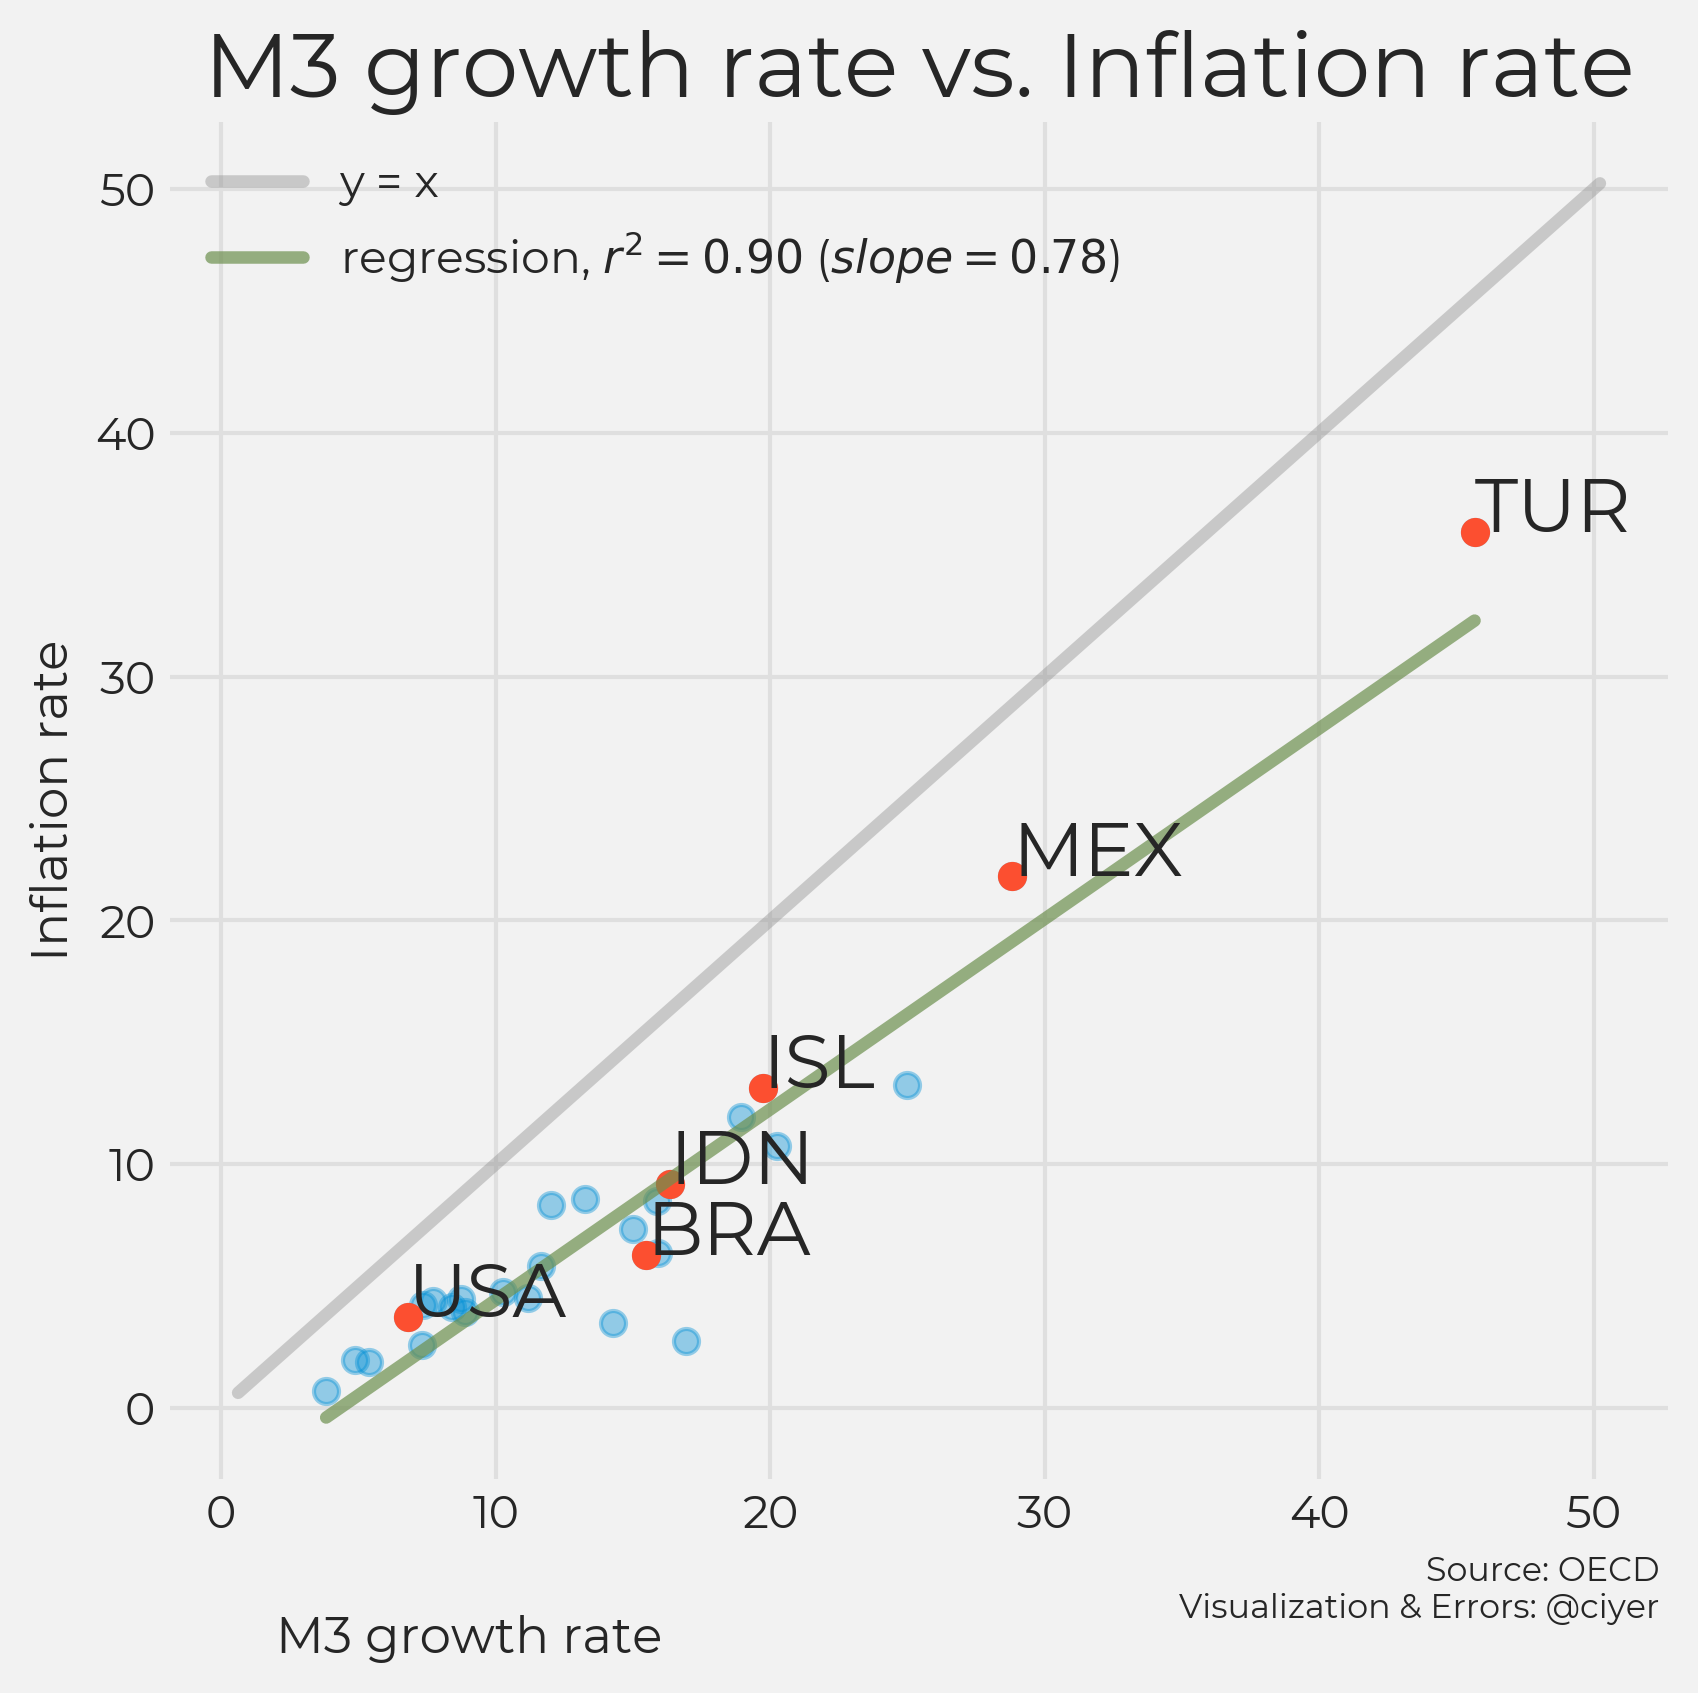 M3 growth rate vs. Inflation rate
y = x
regression, r² = 0.90 (slope = 0.78)
50
40
30
20
10
0
Inflation rate
TUR
MEX
ISL
IDN
BRA
USA
0 10 20 30 40 50
Source: OECD
Visualization & Errors: @ciyer
M3 growth rate